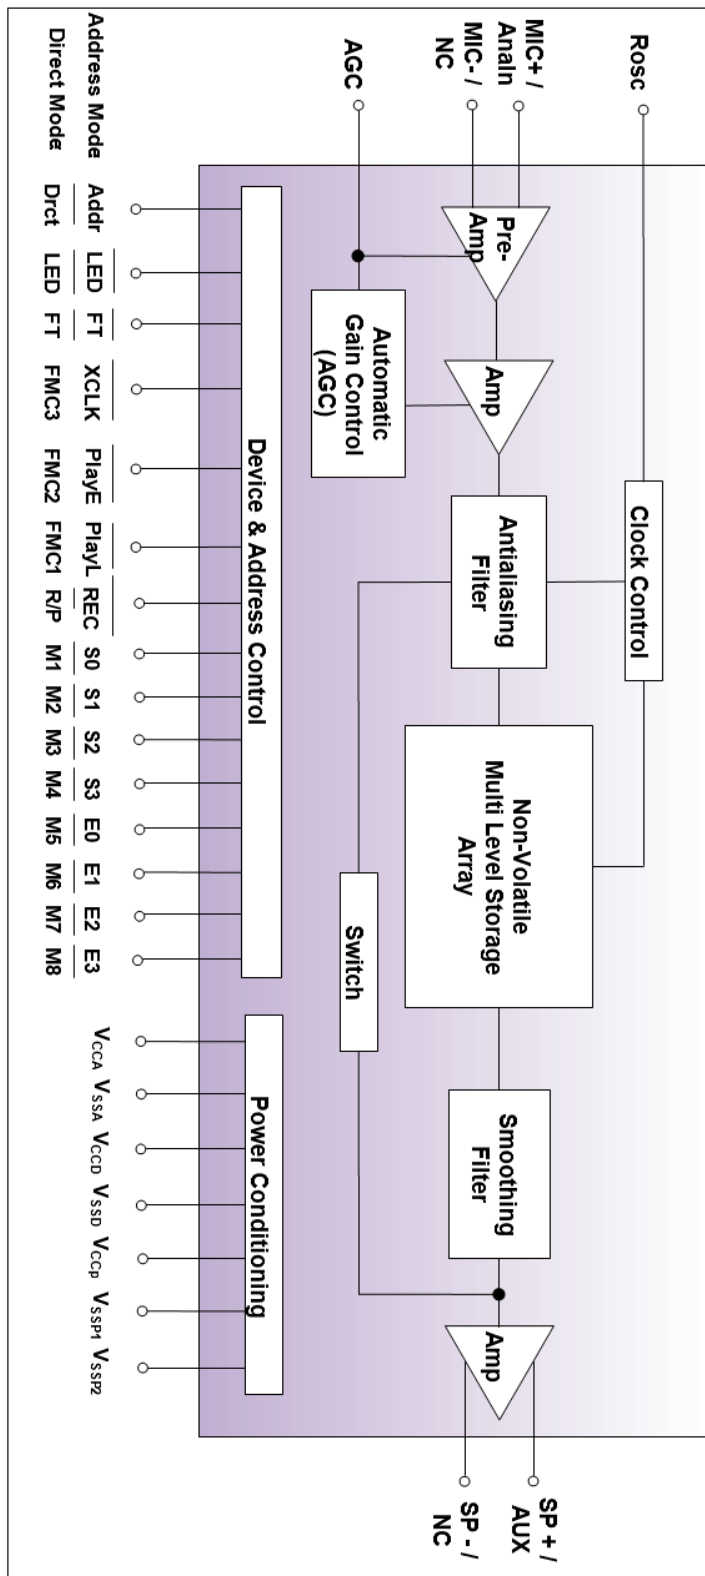 Rosc
MIC+ /
AnaIn
MIC- /
NC
AGC
Clock Control
Pre-
Amp
Amp
Antialiasing
Filter
Non-Volatile
Multi Level Storage
Array
Smoothing
Filter
Amp
SP + /
AUX
SP - /
NC
Automatic
Gain Control
(AGC)
Switch
Device & Address Control
Power Conditioning
Address Mode Addr LED FT XCLK PlayE PlayL REC S0 S1 S2 S3 E0 E1 E2 E3
Direct Mode Drct LED FT FMC3 FMC2 FMC1 R/P M1 M2 M3 M4 M5 M6 M7 M8
VCCA VSSA VCCD VSSD VCCp VSSP1 VSSP2